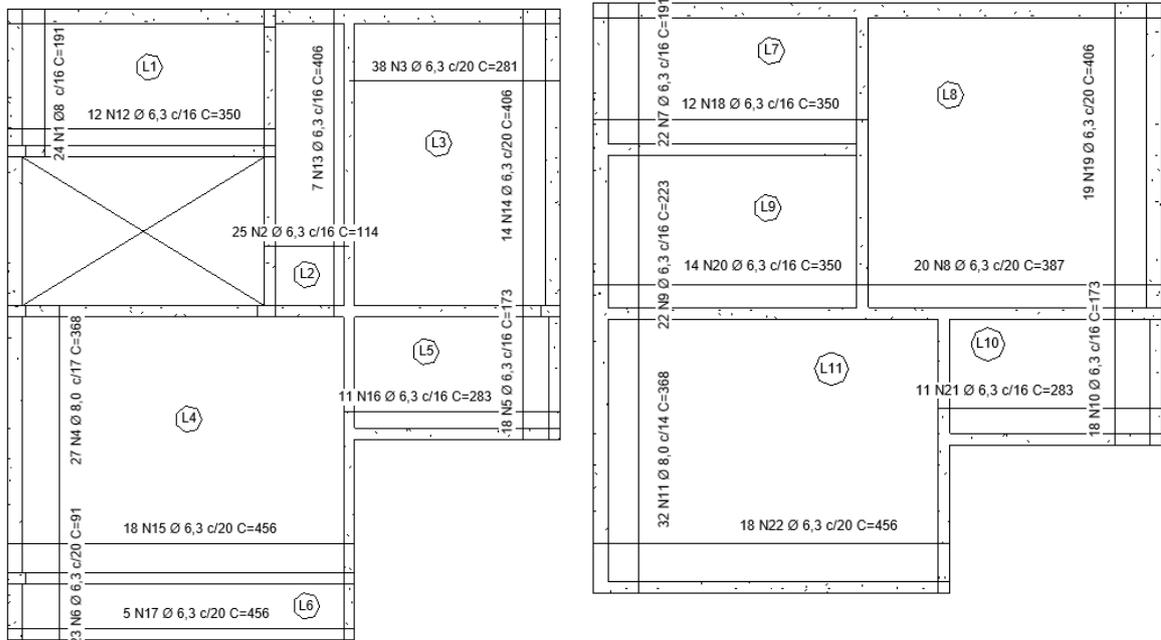 24 N1 Ø8 c/16 C=191
L1
12 N12 Ø 6,3 c/16 C=350
7 N13 Ø 6,3 c/16 C=406
38 N3 Ø 6,3 c/20 C=281
L3
14 N14 Ø 6,3 c/20 C=406
25 N2 Ø 6,3 c/16 C=114
L2
27 N4 Ø 8,0 c/17 C=368
L4
18 N15 Ø 6,3 c/20 C=456
L5
11 N16 Ø 6,3 c/16 C=283
18 N5 Ø 6,3 c/16 C=173
23 N6 Ø 6,3 c/20 C=91
5 N17 Ø 6,3 c/20 C=456
L6
22 N7 Ø 6,3 c/16 C=191
L7
12 N18 Ø 6,3 c/16 C=350
L8
19 N19 Ø 6,3 c/20 C=406
22 N9 Ø 6,3 c/16 C=223
L9
14 N20 Ø 6,3 c/16 C=350
20 N8 Ø 6,3 c/20 C=387
32 N11 Ø 8,0 c/14 C=368
L11
18 N22 Ø 6,3 c/20 C=456
L10
11 N21 Ø 6,3 c/16 C=283
18 N10 Ø 6,3 c/16 C=173